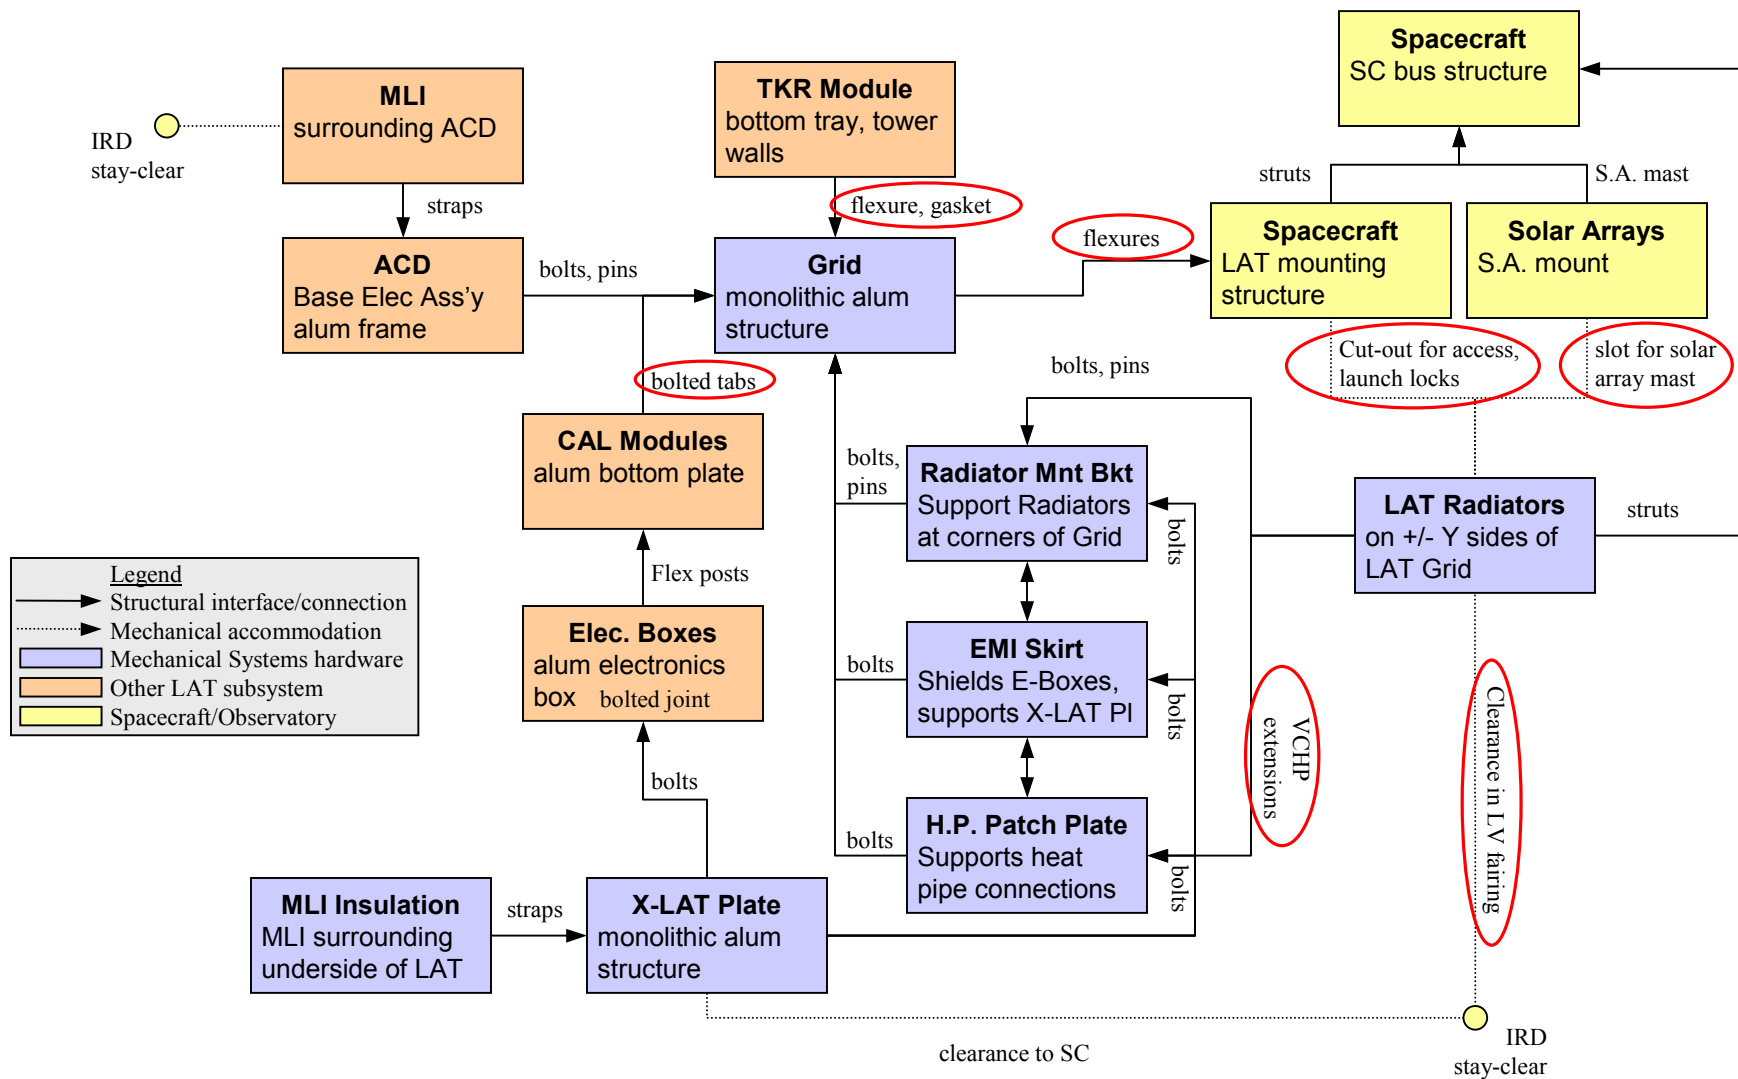 Spacecraft
SC bus structure
MLI
surrounding ACD
TKR Module
bottom tray, tower
walls
IRD
stay-clear
struts
S.A. mast
straps
flexure, gasket
flexures
ACD
Base Elec Ass'y
alum frame
bolts, pins
Grid
monolithic alum
structure
Spacecraft
LAT mounting
structure
Solar Arrays
S.A. mount
bolted tabs
bolts, pins
Cut-out for access,
launch locks
slot for solar
array mast
CAL Modules
alum bottom plate
bolts,
pins
Radiator Mnt Bkt
Support Radiators
at corners of Grid
bolts
LAT Radiators
on +/- Y sides of
LAT Grid
struts
Legend
Structural interface/connection
Mechanical accommodation
Mechanical Systems hardware
Other LAT subsystem
Spacecraft/Observatory
Flex posts
Elec. Boxes
alum electronics
box bolted joint
bolts
EMI Skirt
Shields E-Boxes,
supports X-LAT Pl
bolts
VCHP
extensions
Clearance in LV fairing
bolts
bolts
H.P. Patch Plate
Supports heat
pipe connections
bolts
MLI Insulation
MLI surrounding
underside of LAT
straps
X-LAT Plate
monolithic alum
structure
clearance to SC
IRD
stay-clear